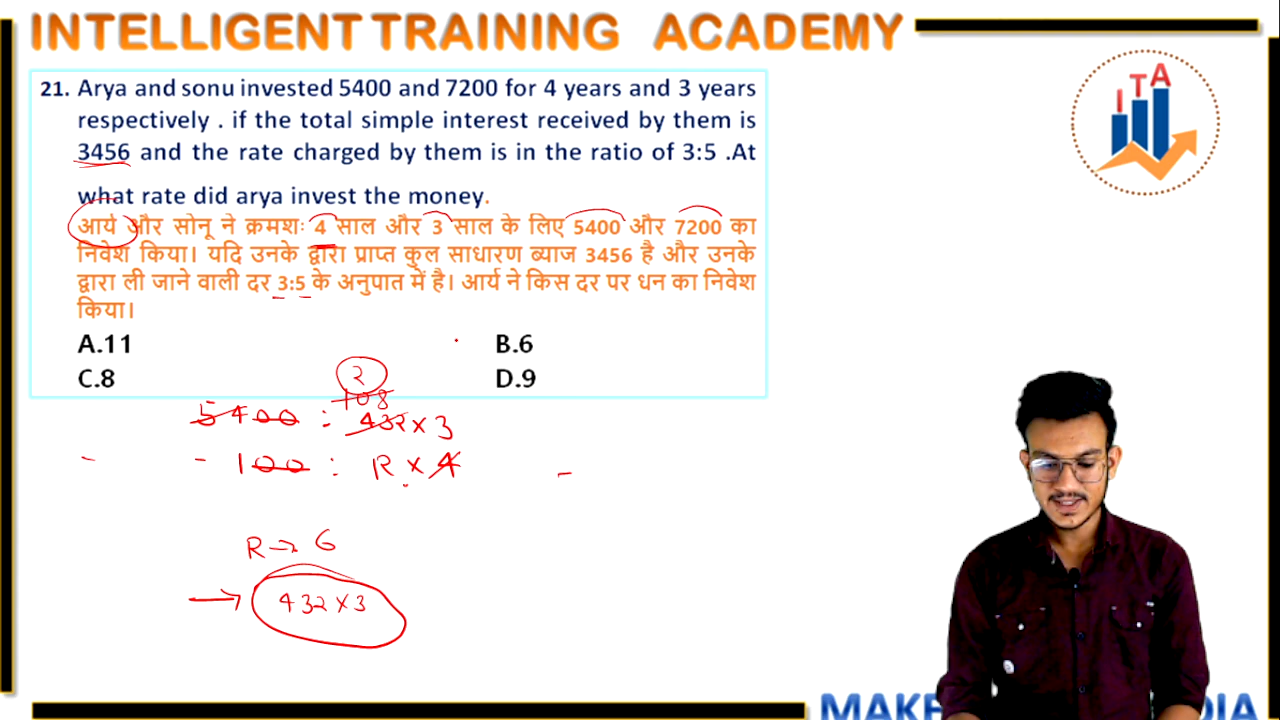 INTELLIGENT TRAINING ACADEMY
ITA
21. Arya and sonu invested 5400 and 7200 for 4 years and 3 years
respectively . if the total simple interest received by them is
3456 and the rate charged by them is in the ratio of 3:5 .At
what rate did arya invest the money.
आर्य और सोनू ने क्रमशः 4 साल और 3 साल के लिए 5400 और 7200 का
निवेश किया। यदि उनके द्वारा प्राप्त कुल साधारण ब्याज 3456 है और उनके
द्वारा ली जाने वाली दर 3:5 के अनुपात में है। आर्य ने किस दर पर धन का निवेश
किया।
A.11 B.6
C.8 D.9
2
108
5400 : 432 x 3
100 : R x 4
R → 6
→ 432 x 3
MAKE DIA